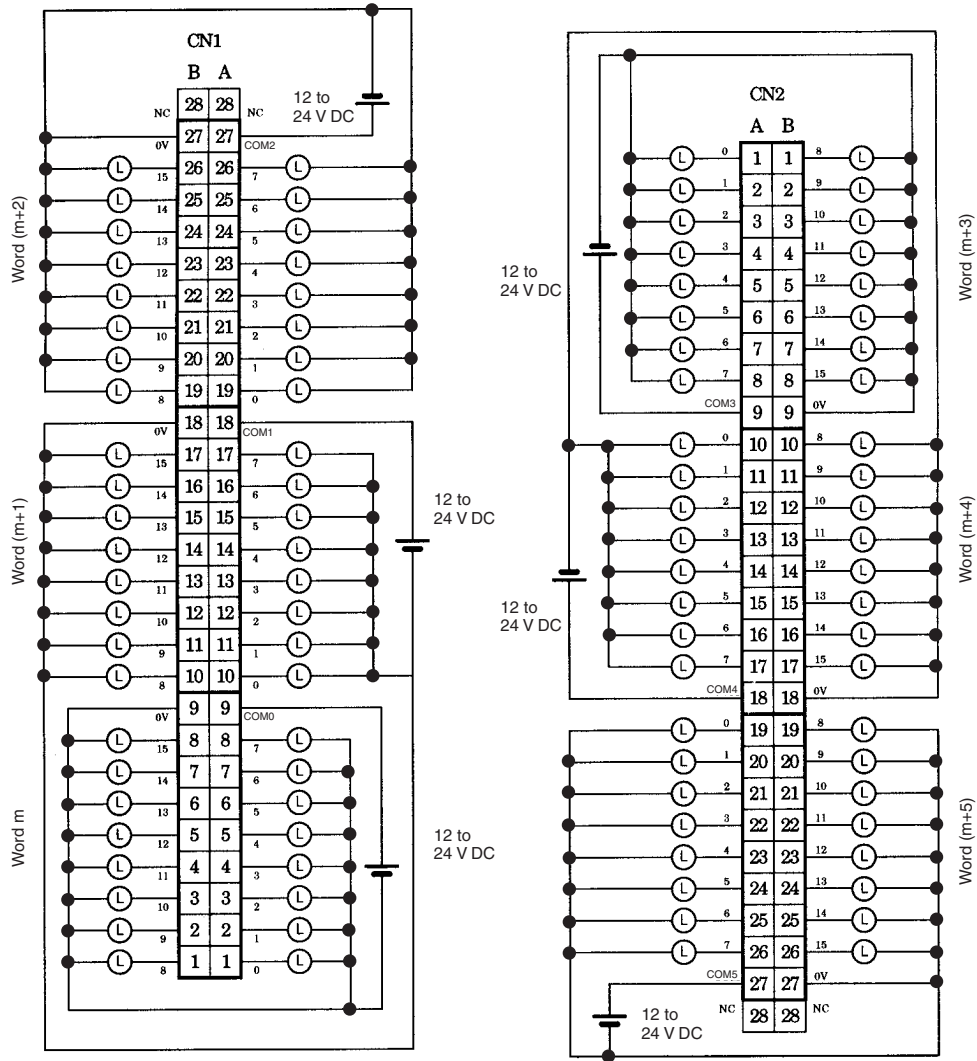 CN1
B A
NC 28 28 NC
12 to
24 V DC
0V 27 27 COM2
Word (m+2)
L 15 26 26 7 L
L 14 25 25 6 L
L 13 24 24 5 L
L 12 23 23 4 L
L 11 22 22 3 L
L 10 21 21 2 L
L 9 20 20 1 L
L 8 19 19 0 L
0V 18 18 COM1
Word (m+1)
12 to
24 V DC
L 15 17 17 7 L
L 14 16 16 6 L
L 13 15 15 5 L
L 12 14 14 4 L
L 11 13 13 3 L
L 10 12 12 2 L
L 9 11 11 1 L
L 8 10 10 0 L
0V 9 9 COM0
Word m
12 to
24 V DC
L 15 8 8 7 L
L 14 7 7 6 L
L 13 6 6 5 L
L 12 5 5 4 L
L 11 4 4 3 L
L 10 3 3 2 L
L 9 2 2 1 L
L 8 1 1 0 L
CN2
A B
12 to
24 V DC
Word (m+3)
L 0 1 1 8 L
L 1 2 2 9 L
L 2 3 3 10 L
L 3 4 4 11 L
L 4 5 5 12 L
L 5 6 6 13 L
L 6 7 7 14 L
L 7 8 8 15 L
COM3 9 9 0V
12 to
24 V DC
Word (m+4)
L 0 10 10 8 L
L 1 11 11 9 L
L 2 12 12 10 L
L 3 13 13 11 L
L 4 14 14 12 L
L 5 15 15 13 L
L 6 16 16 14 L
L 7 17 17 15 L
COM4 18 18 0V
Word (m+5)
L 0 19 19 8 L
L 1 20 20 9 L
L 2 21 21 10 L
L 3 22 22 11 L
L 4 23 23 12 L
L 5 24 24 13 L
L 6 25 25 14 L
L 7 26 26 15 L
COM5 27 27 0V
NC 28 28 NC
12 to
24 V DC